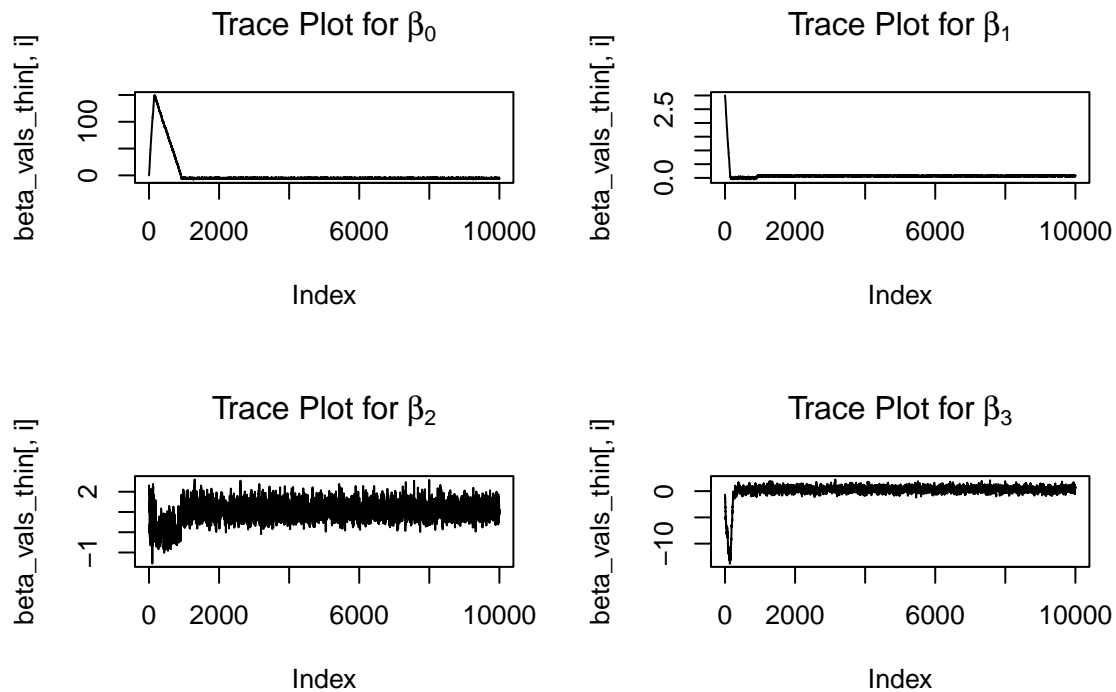 Trace Plot for β0
beta_vals_thin[, i]
0 100
0 2000 6000 10000
Index
Trace Plot for β1
beta_vals_thin[, i]
0.0 2.5
0 2000 6000 10000
Index
Trace Plot for β2
beta_vals_thin[, i]
−1 2
0 2000 6000 10000
Index
Trace Plot for β3
beta_vals_thin[, i]
−10 0
0 2000 6000 10000
Index